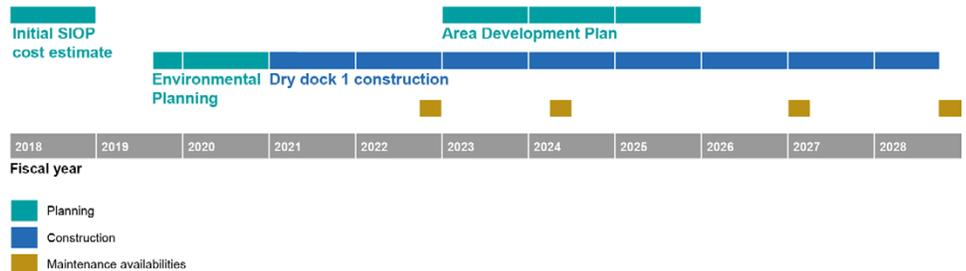 Initial SIOP
cost estimate
Area Development Plan
Environmental
Planning
Dry dock 1 construction
2018 2019 2020 2021 2022 2023 2024 2025 2026 2027 2028
Fiscal year
Planning
Construction
Maintenance availabilities